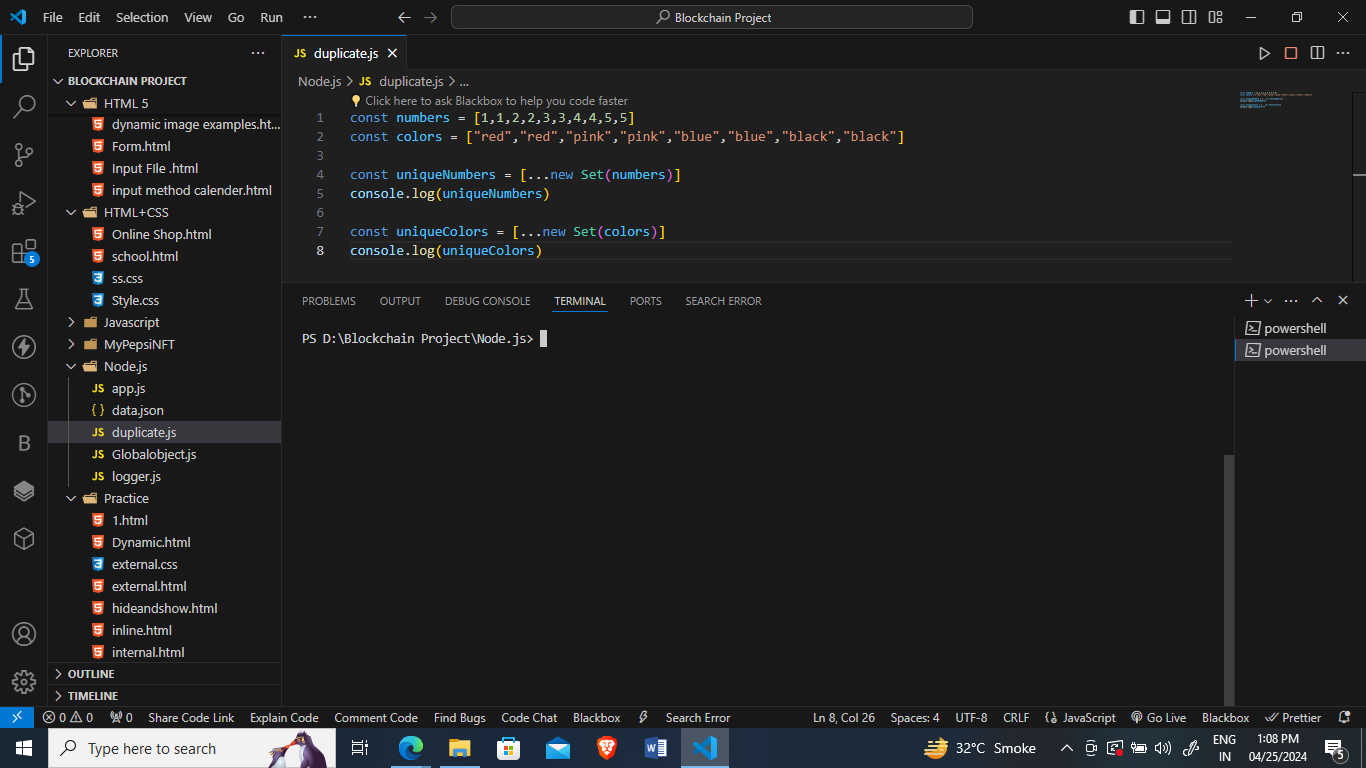 File Edit Selection View Go Run ··· Blockchain Project
EXPLORER
BLOCKCHAIN PROJECT
HTML 5
dynamic image examples.ht...
Form.html
Input FIle .html
input method calender.html
HTML+CSS
Online Shop.html
school.html
ss.css
Style.css
Javascript
MyPepsiNFT
Node.js
app.js
data.json
duplicate.js
Globalobject.js
logger.js
Practice
1.html
Dynamic.html
external.css
external.html
hideandshow.html
inline.html
internal.html
OUTLINE
TIMELINE
5
B
JS duplicate.js
Node.js > JS duplicate.js > ...
Click here to ask Blackbox to help you code faster
1 const numbers = [1,1,2,2,3,3,4,4,5,5]
2 const colors = ["red","red","pink","pink","blue","blue","black","black"]
3
4 const uniqueNumbers = [...new Set(numbers)]
5 console.log(uniqueNumbers)
6
7 const uniqueColors = [...new Set(colors)]
8 console.log(uniqueColors)
PROBLEMS OUTPUT DEBUG CONSOLE TERMINAL PORTS SEARCH ERROR
PS D:\Blockchain Project\Node.js>
powershell
powershell
0 0 0 Share Code Link Explain Code Comment Code Find Bugs Code Chat Blackbox Search Error Ln 8, Col 26 Spaces: 4 UTF-8 CRLF JavaScript Go Live Blackbox Prettier
Type here to search 32°C Smoke ENG IN 1:08 PM 04/25/2024 5